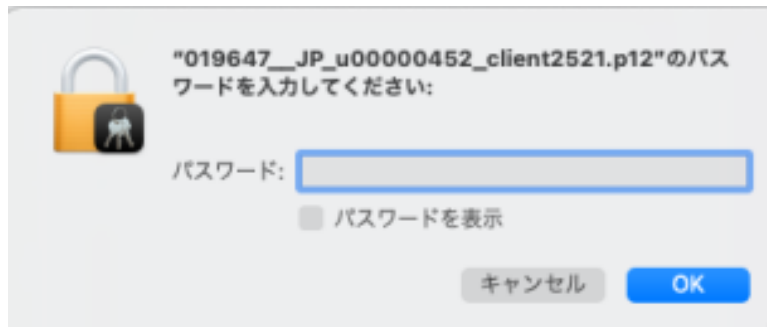 "019647__JP_u00000452_client2521.p12"のパス
ワードを入力してください:
パスワード:
パスワードを表示
キャンセル
OK